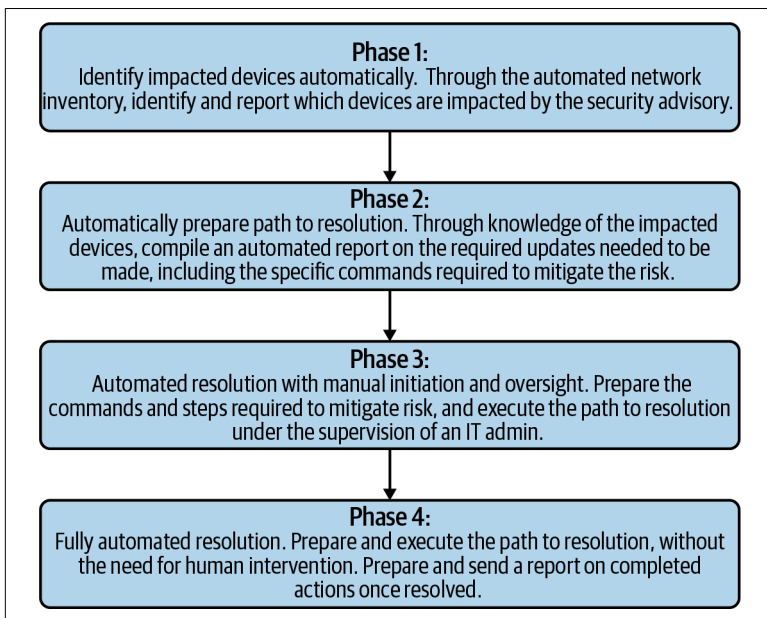 Phase 1:
Identify impacted devices automatically. Through the automated network
inventory, identify and report which devices are impacted by the security advisory.
Phase 2:
Automatically prepare path to resolution. Through knowledge of the impacted
devices, compile an automated report on the required updates needed to be
made, including the specific commands required to mitigate the risk.
Phase 3:
Automated resolution with manual initiation and oversight. Prepare the
commands and steps required to mitigate risk, and execute the path to resolution
under the supervision of an IT admin.
Phase 4:
Fully automated resolution. Prepare and execute the path to resolution, without
the need for human intervention. Prepare and send a report on completed
actions once resolved.